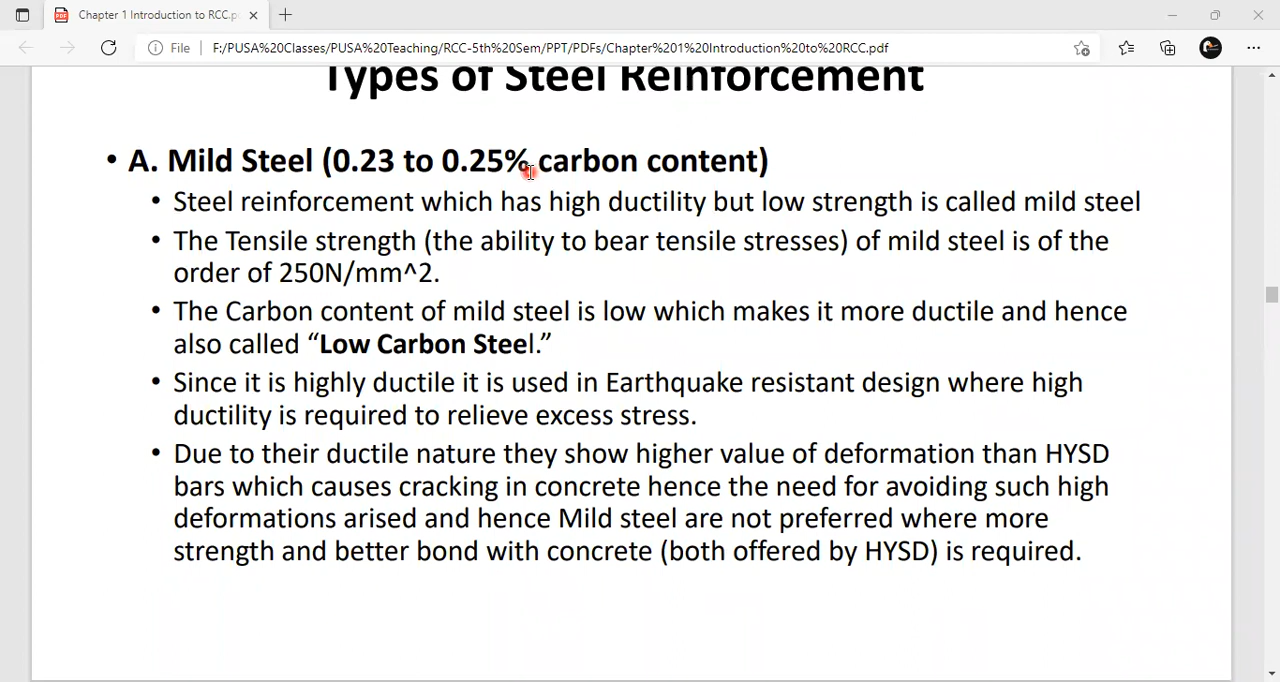 Chapter 1 Introduction to RCC.p
File
F:/PUSA%20Classes/PUSA%20Teaching/RCC-5th%20Sem/PPT/PDFs/Chapter%201%20Introduction%20to%20RCC.pdf
Types of Steel Reinforcement
• A. Mild Steel (0.23 to 0.25% carbon content)
• Steel reinforcement which has high ductility but low strength is called mild steel
• The Tensile strength (the ability to bear tensile stresses) of mild steel is of the
order of 250N/mm^2.
• The Carbon content of mild steel is low which makes it more ductile and hence
also called “Low Carbon Steel.”
• Since it is highly ductile it is used in Earthquake resistant design where high
ductility is required to relieve excess stress.
• Due to their ductile nature they show higher value of deformation than HYSD
bars which causes cracking in concrete hence the need for avoiding such high
deformations arised and hence Mild steel are not preferred where more
strength and better bond with concrete (both offered by HYSD) is required.